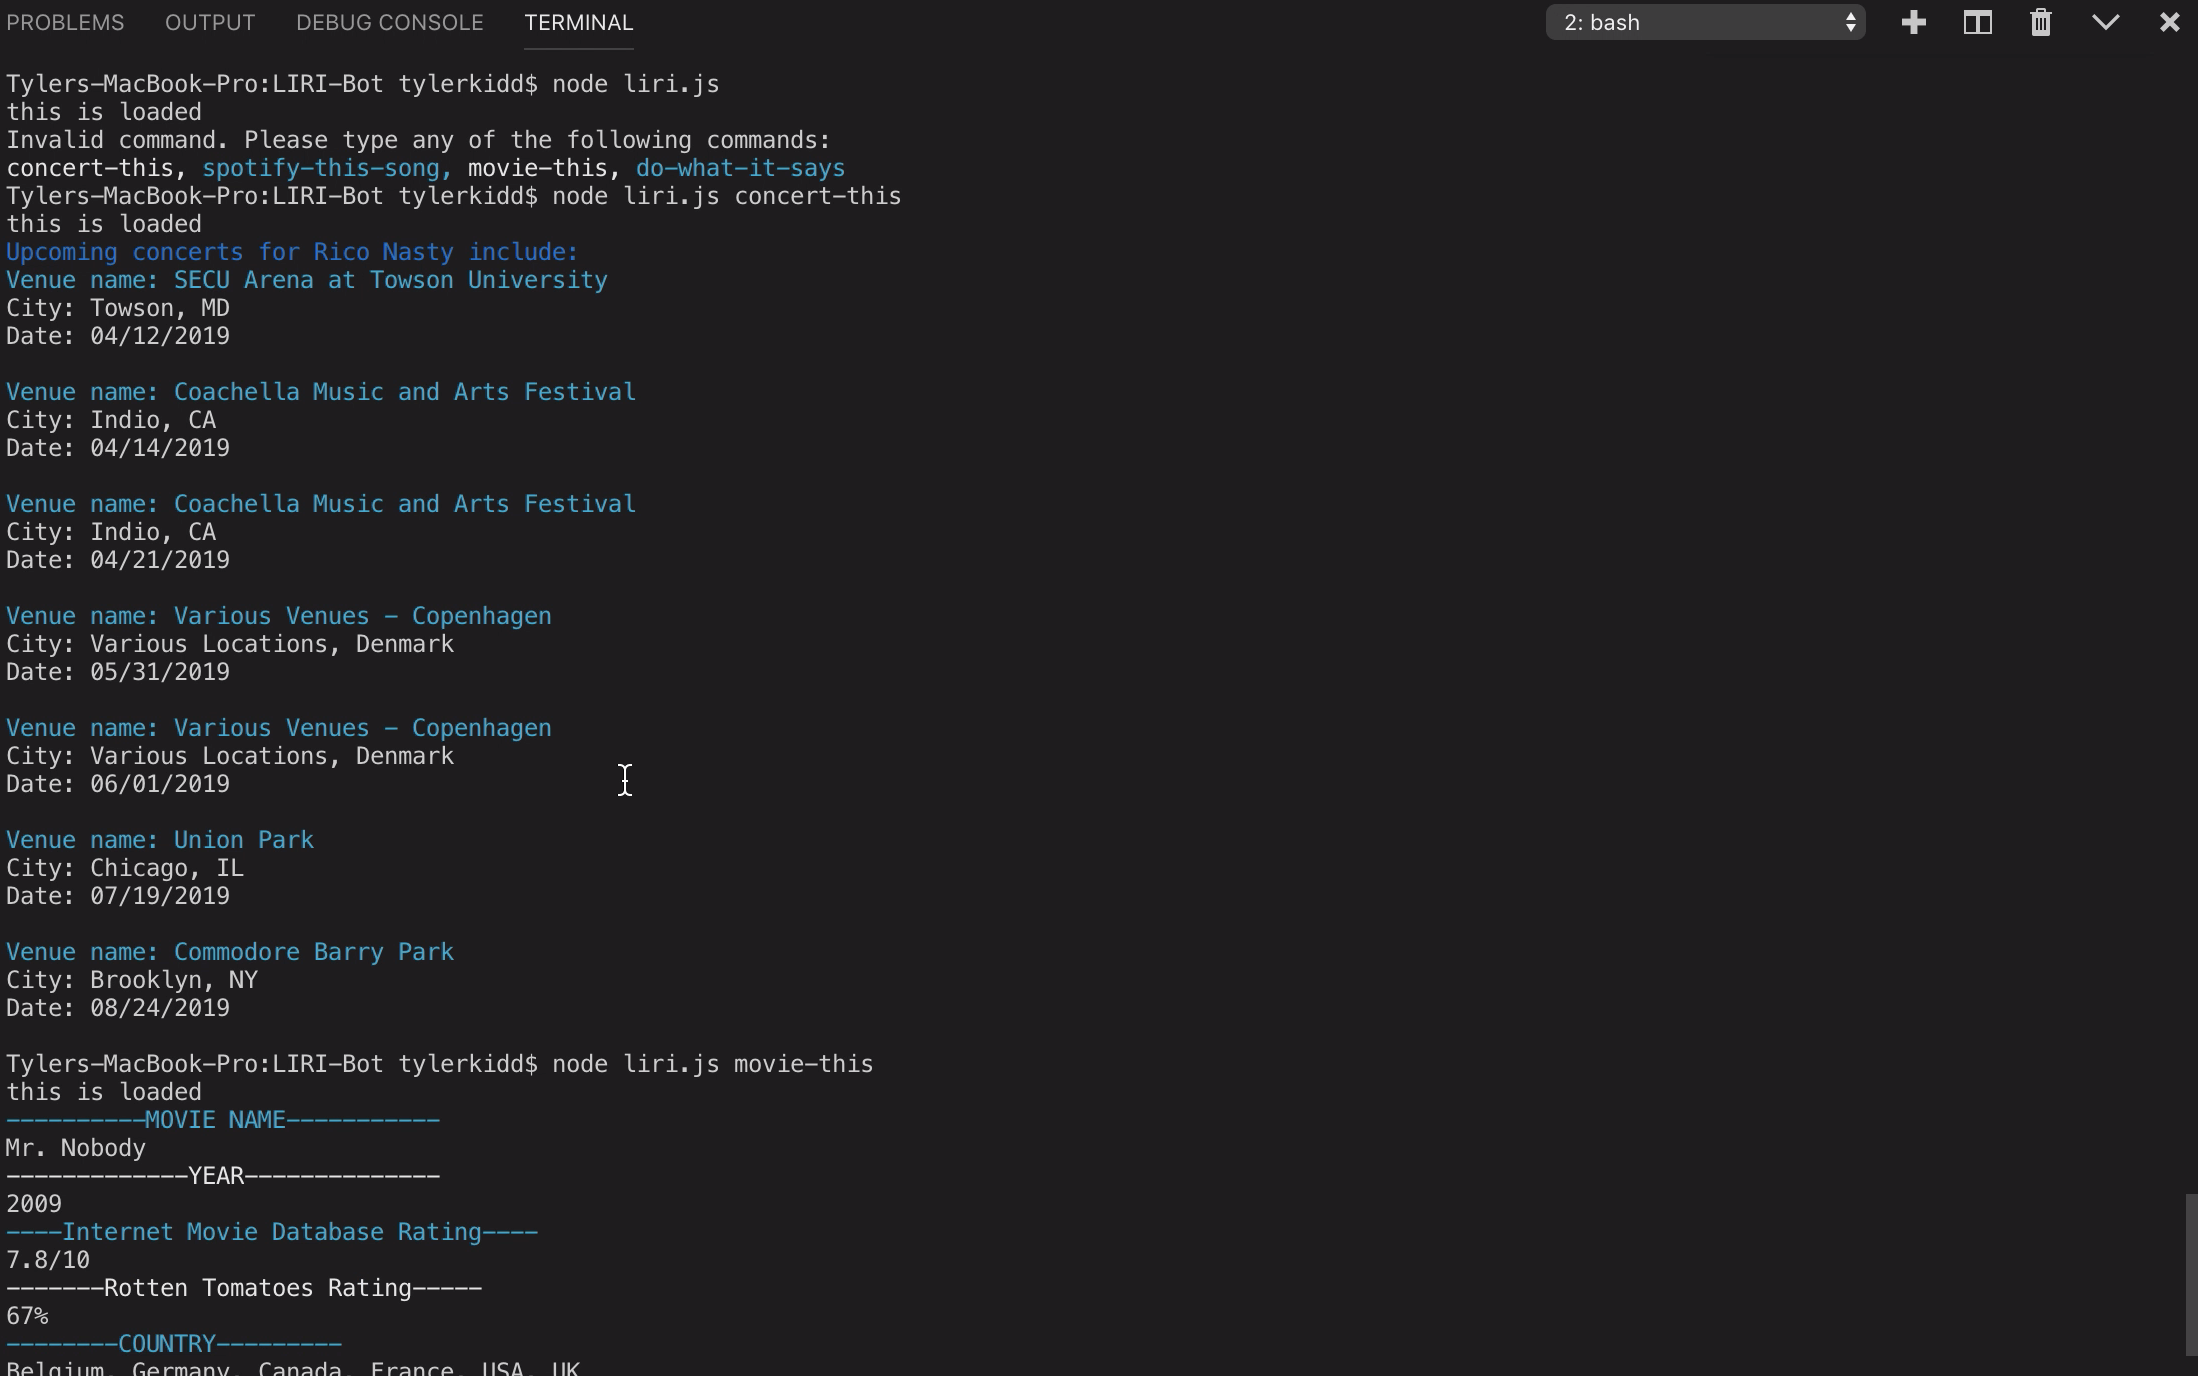 PROBLEMS OUTPUT DEBUG CONSOLE TERMINAL 2: bash
Tylers-MacBook-Pro:LIRI-Bot tylerkidd$ node liri.js
this is loaded
Invalid command. Please type any of the following commands:
concert-this, spotify-this-song, movie-this, do-what-it-says
Tylers-MacBook-Pro:LIRI-Bot tylerkidd$ node liri.js concert-this
this is loaded
Upcoming concerts for Rico Nasty include:
Venue name: SECU Arena at Towson University
City: Towson, MD
Date: 04/12/2019
Venue name: Coachella Music and Arts Festival
City: Indio, CA
Date: 04/14/2019
Venue name: Coachella Music and Arts Festival
City: Indio, CA
Date: 04/21/2019
Venue name: Various Venues - Copenhagen
City: Various Locations, Denmark
Date: 05/31/2019
Venue name: Various Venues - Copenhagen
City: Various Locations, Denmark
Date: 06/01/2019
Venue name: Union Park
City: Chicago, IL
Date: 07/19/2019
Venue name: Commodore Barry Park
City: Brooklyn, NY
Date: 08/24/2019
Tylers-MacBook-Pro:LIRI-Bot tylerkidd$ node liri.js movie-this
this is loaded
----------MOVIE NAME-----------
Mr. Nobody
-------------YEAR--------------
2009
----Internet Movie Database Rating----
7.8/10
-------Rotten Tomatoes Rating-----
67%
--------COUNTRY---------
Belgium, Germany, Canada, France, USA, UK